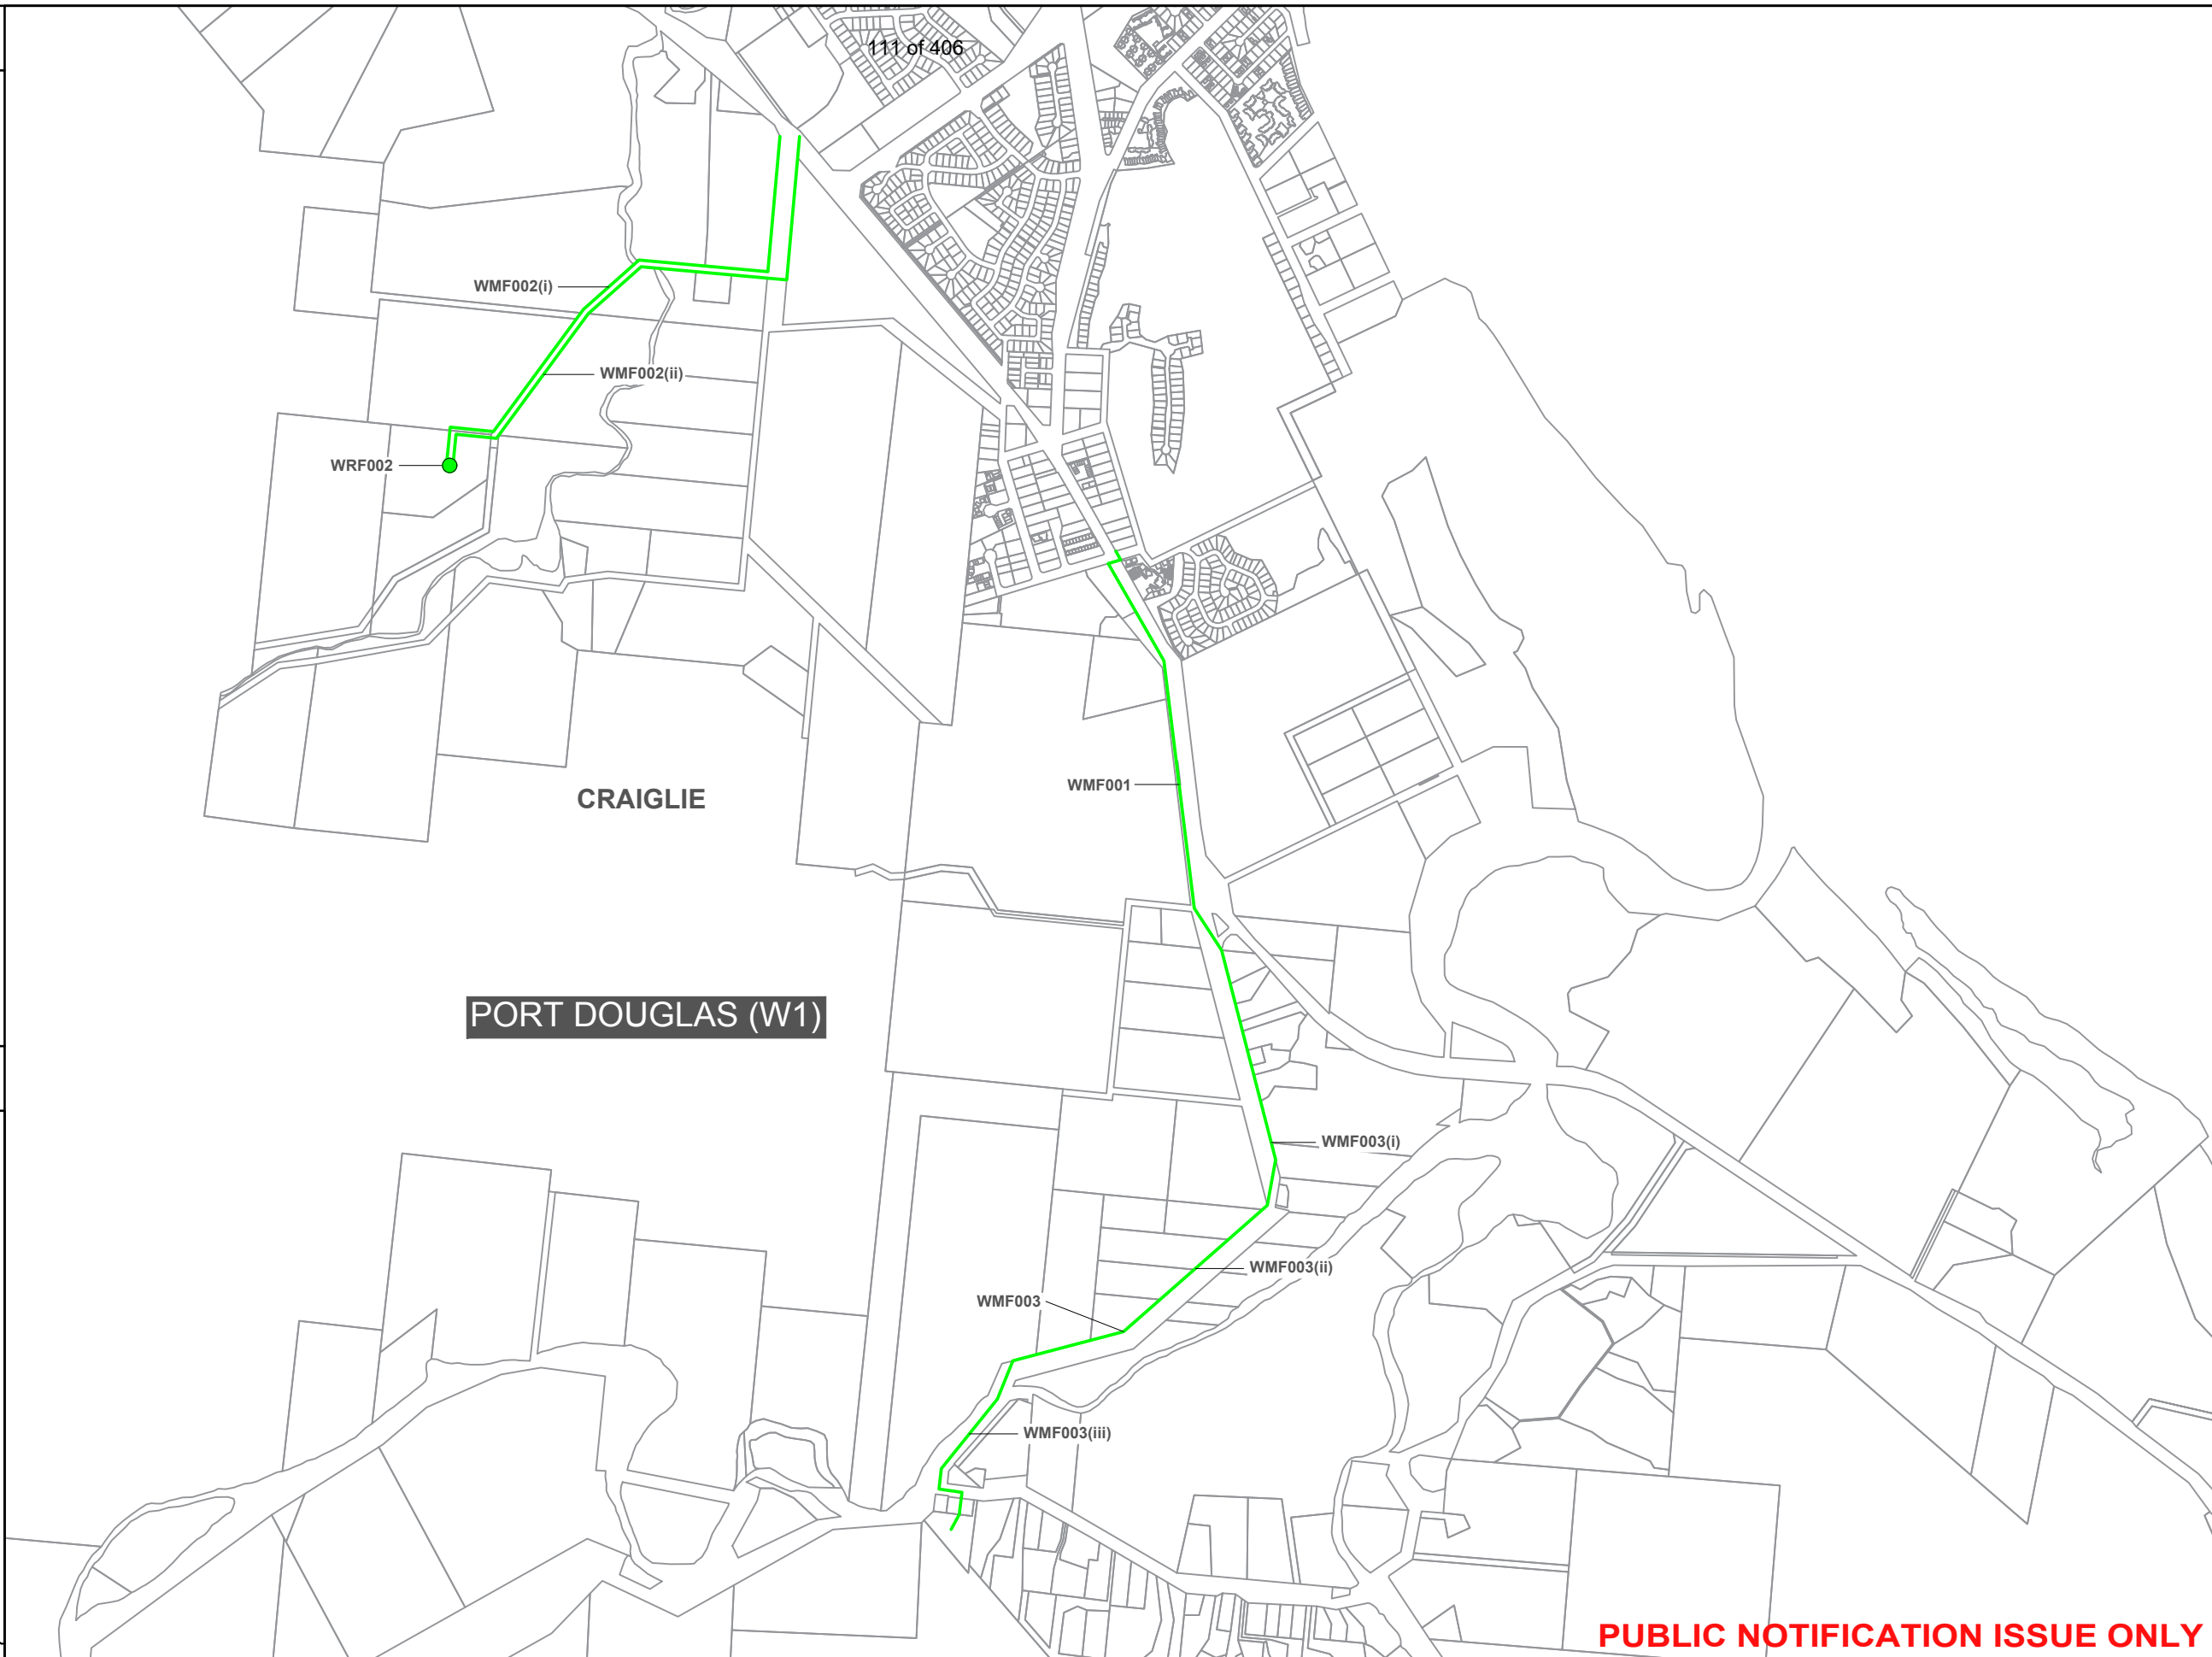 111 of 406
WMF002(i)
WMF002(ii)
WRF002
WMF001
CRAIGLIE
PORT DOUGLAS (W1)
WMF003(i)
WMF003(ii)
WMF003
WMF003(iii)
PUBLIC NOTIFICATION ISSUE ONLY